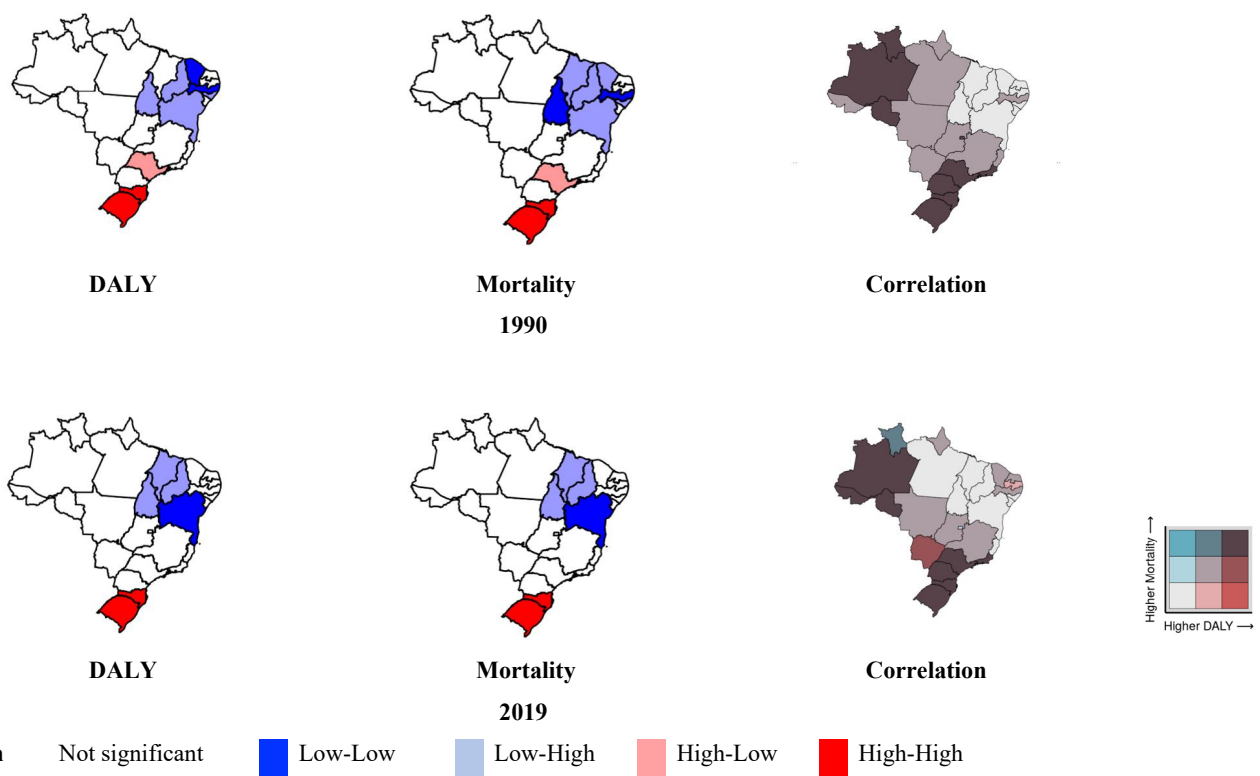 DALY Mortality Correlation
1990
Higher Mortality →
Higher DALY →
DALY Mortality Correlation
2019
Not significant Low-Low Low-High High-Low High-High